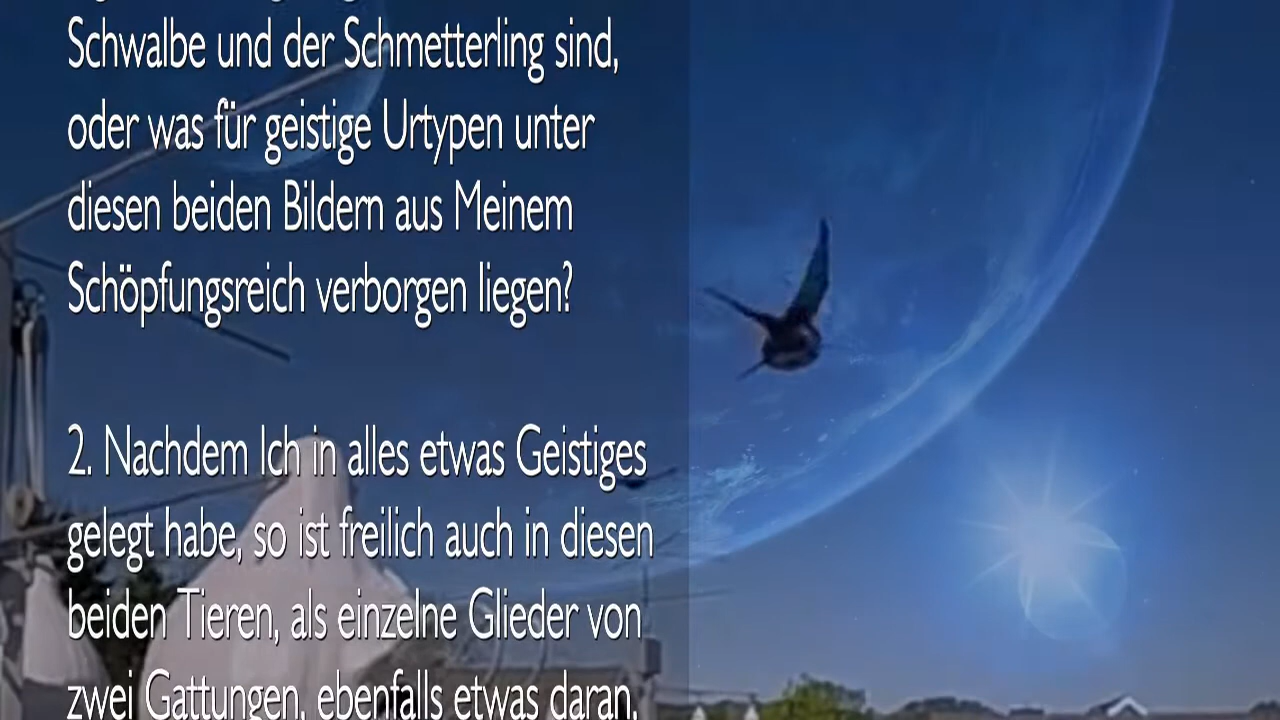 Schwalbe und der Schmetterling sind,
oder was für geistige Urtypen unter
diesen beiden Bildern aus Meinem
Schöpfungsreich verborgen liegen?
2. Nachdem Ich in alles etwas Geistiges
gelegt habe, so ist freilich auch in diesen
beiden Tieren, als einzelne Glieder von
zwei Gattungen, ebenfalls etwas daran,